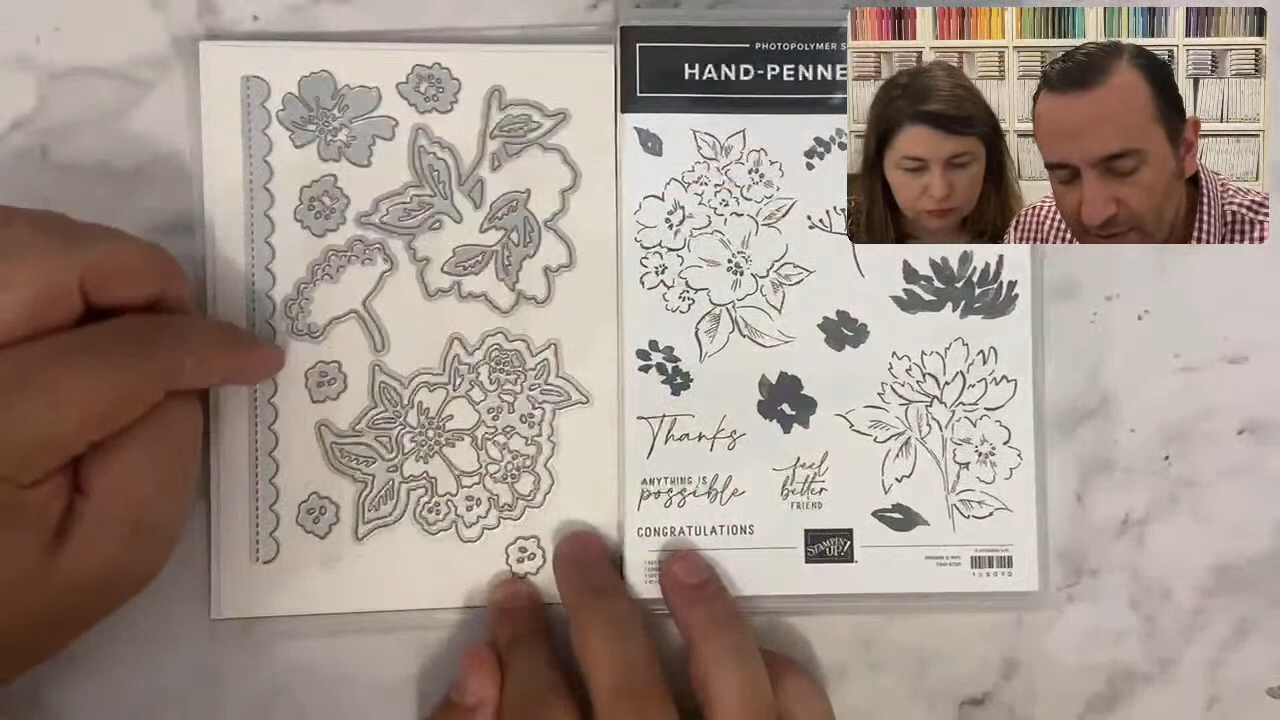 PHOTOPOLYMER S
HAND-PENNE
Thanks
ANYTHING IS
possible
feel
better
FRIEND
CONGRATULATIONS
STAMPIN' UP!